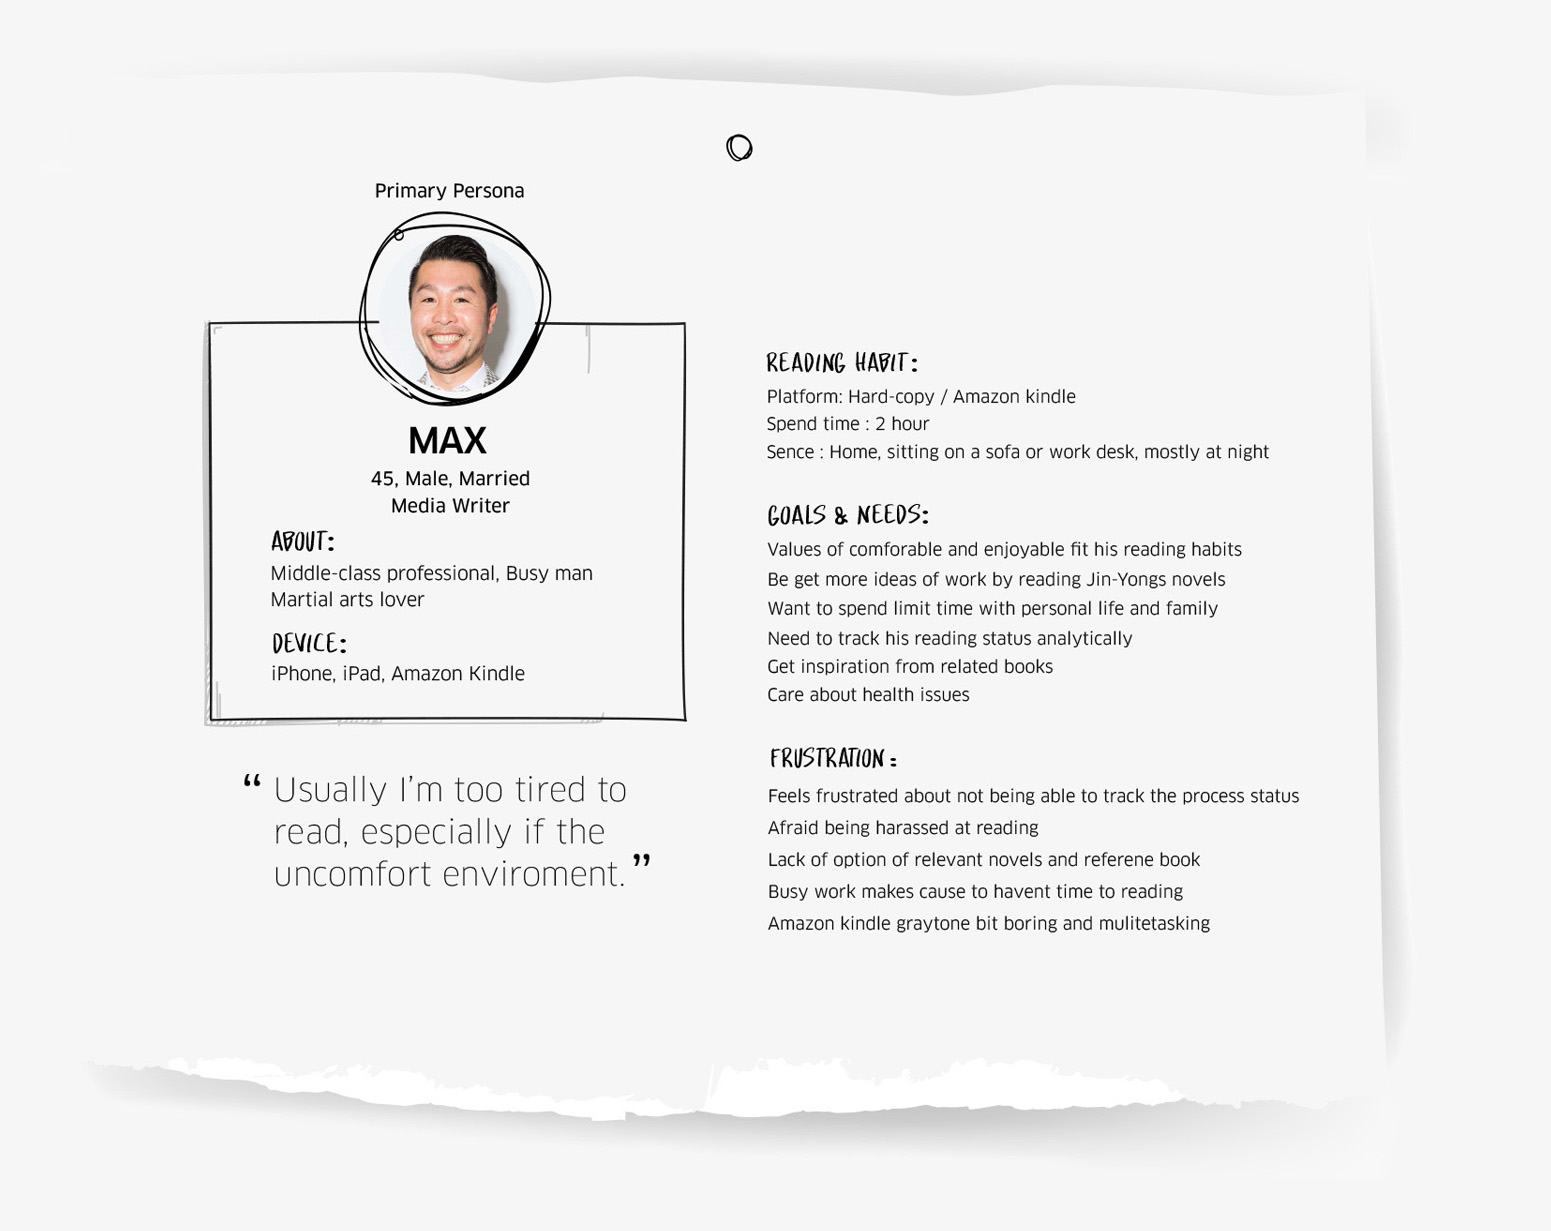 Primary Persona
MAX
45, Male, Married
Media Writer
ABOUT:
Middle-class professional, Busy man
Martial arts lover
DEVICE:
iPhone, iPad, Amazon Kindle
“ Usually I’m too tired to
read, especially if the
uncomfort enviroment. ”
READING HABIT:
Platform: Hard-copy / Amazon kindle
Spend time : 2 hour
Sence : Home, sitting on a sofa or work desk, mostly at night
GOALS & NEEDS:
Values of comforable and enjoyable fit his reading habits
Be get more ideas of work by reading Jin-Yongs novels
Want to spend limit time with personal life and family
Need to track his reading status analytically
Get inspiration from related books
Care about health issues
FRUSTRATION :
Feels frustrated about not being able to track the process status
Afraid being harassed at reading
Lack of option of relevant novels and referene book
Busy work makes cause to havent time to reading
Amazon kindle graytone bit boring and mulitetasking